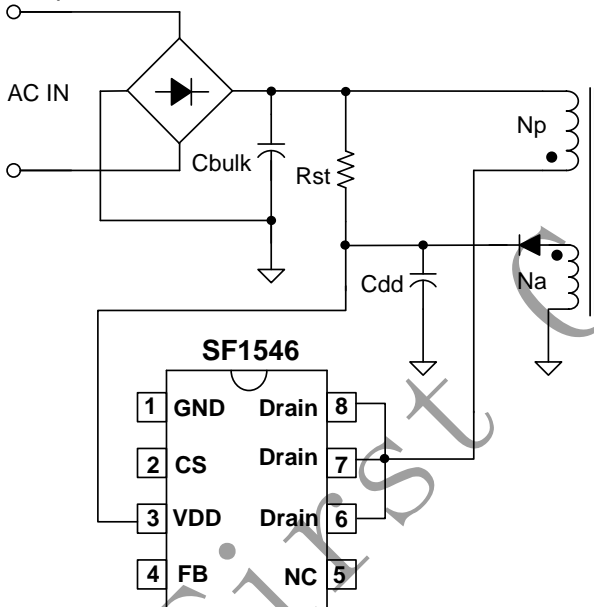 AC IN
Cbulk
Rst
Np
Cdd
Na
SF1546
1 GND Drain 8
2 CS Drain 7
3 VDD Drain 6
4 FB NC 5